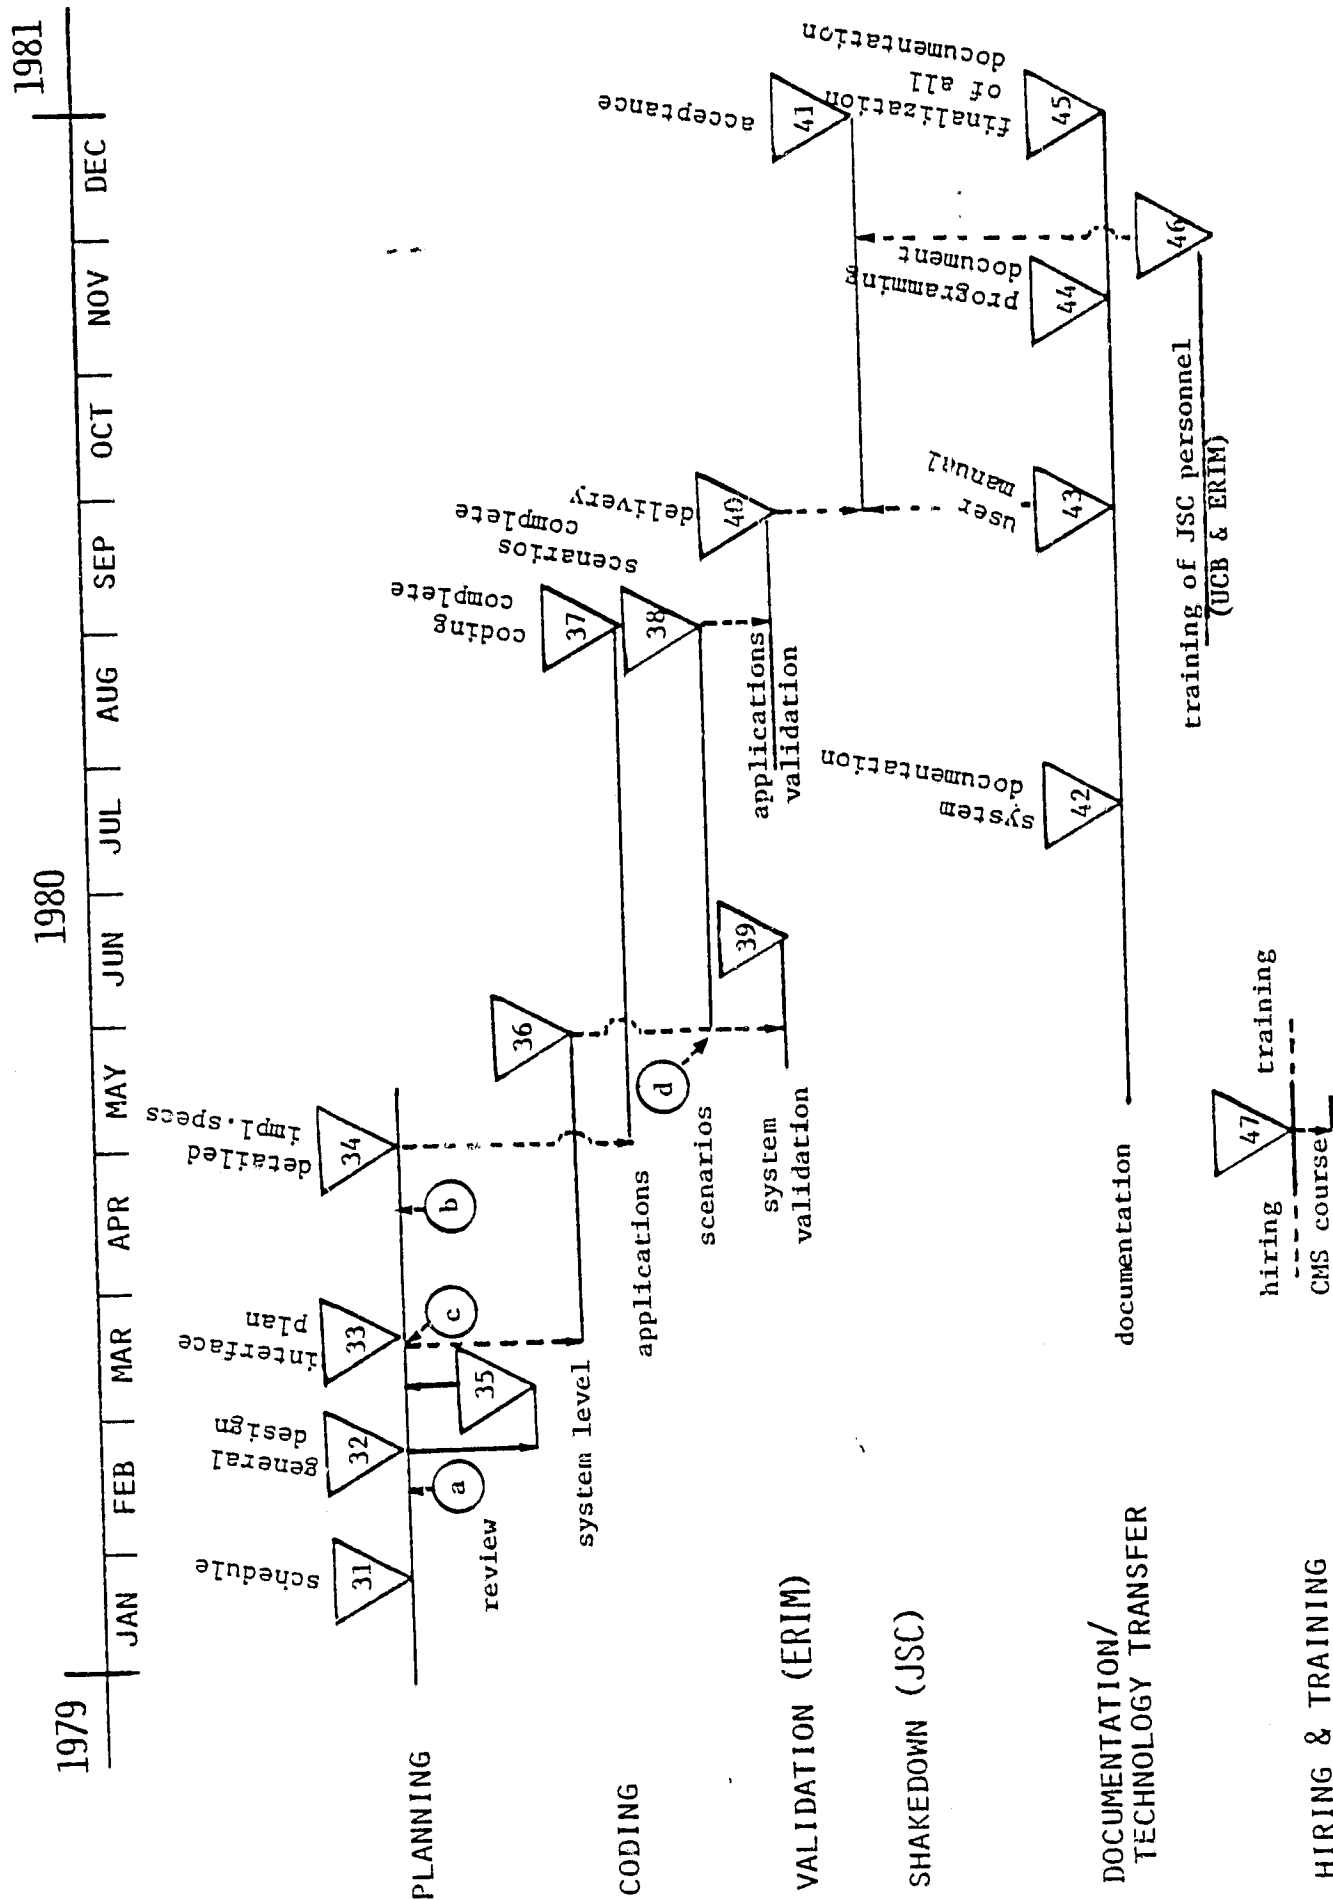 1979
1980
1981
JAN
FEB
MAR
APR
MAY
JUN
JUL
AUG
SEP
OCT
NOV
DEC
PLANNING
schedule
31
general
design
32
interface
plan
33
detailed
impl.specs
34
a
b
c
review
35
CODING
system level
36
applications
coding
complete
37
d
scenarios
scenarios
complete
38
VALIDATION (ERIM)
system
validation
39
applications
validation
delivery
40
SHAKEDOWN (JSC)
acceptance
41
DOCUMENTATION/
TECHNOLOGY TRANSFER
documentation
system
documentation
42
user
manual
43
programming
document
44
finalization
of all
documentation
45
training of JSC personnel
(UCB & ERIM)
46
HIRING & TRAINING
hiring
training
47
CMS course